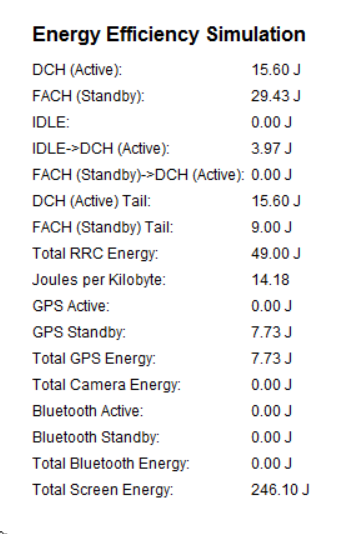 Energy Efficiency Simulation
DCH (Active): 15.60 J
FACH (Standby): 29.43 J
IDLE: 0.00 J
IDLE->DCH (Active): 3.97 J
FACH (Standby)->DCH (Active): 0.00 J
DCH (Active) Tail: 15.60 J
FACH (Standby) Tail: 9.00 J
Total RRC Energy: 49.00 J
Joules per Kilobyte: 14.18
GPS Active: 0.00 J
GPS Standby: 7.73 J
Total GPS Energy: 7.73 J
Total Camera Energy: 0.00 J
Bluetooth Active: 0.00 J
Bluetooth Standby: 0.00 J
Total Bluetooth Energy: 0.00 J
Total Screen Energy: 246.10 J